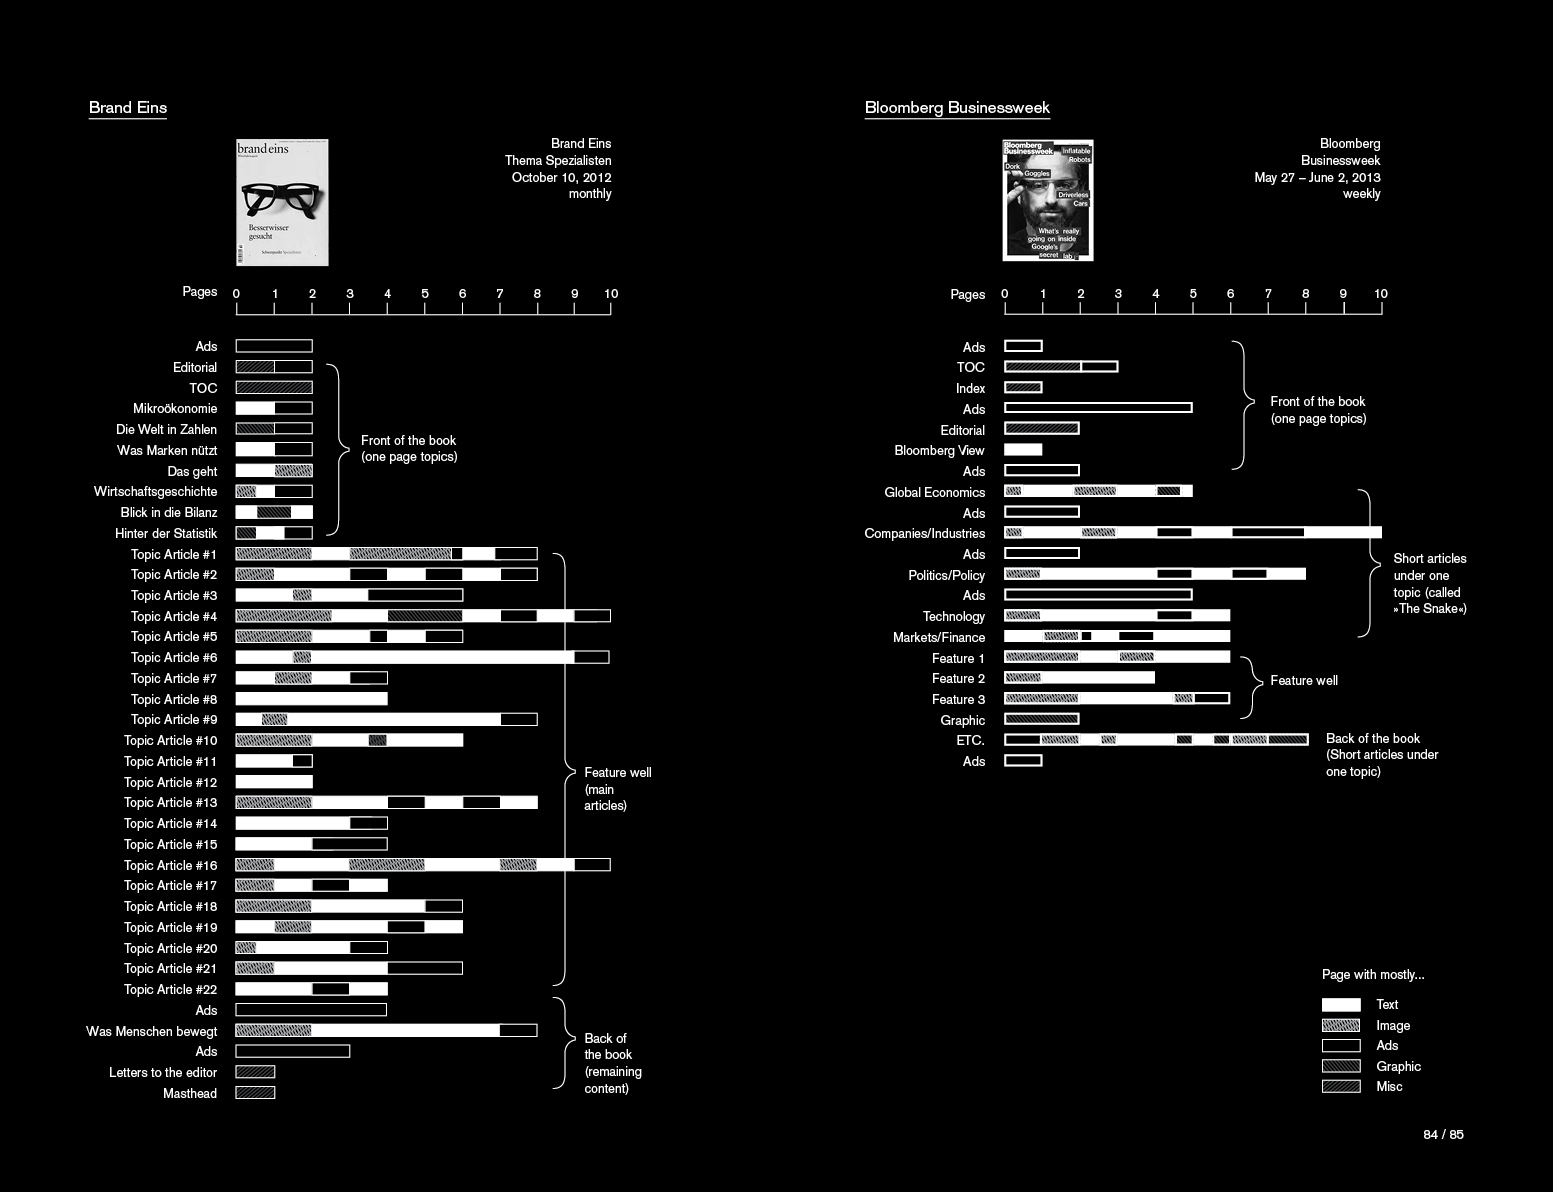 Brand Eins
brand eins
Besserwisser
gesucht
Brand Eins
Thema Spezialisten
October 10, 2012
monthly
Pages
0 1 2 3 4 5 6 7 8 9 10
Ads
Editorial
TOC
Mikroökonomie
Die Welt in Zahlen
Was Marken nützt
Das geht
Wirtschaftsgeschichte
Blick in die Bilanz
Hinter der Statistik
Front of the book
(one page topics)
Topic Article #1
Topic Article #2
Topic Article #3
Topic Article #4
Topic Article #5
Topic Article #6
Topic Article #7
Topic Article #8
Topic Article #9
Topic Article #10
Topic Article #11
Topic Article #12
Topic Article #13
Topic Article #14
Topic Article #15
Topic Article #16
Topic Article #17
Topic Article #18
Topic Article #19
Topic Article #20
Topic Article #21
Topic Article #22
Feature well
(main
articles)
Ads
Was Menschen bewegt
Ads
Letters to the editor
Masthead
Back of
the book
(remaining
content)
Bloomberg Businessweek
Bloomberg
Businessweek
Inflatable
Robots
Dork
Goggles
Driverless
Cars
What's really
going on inside
Google's
secret lab
Bloomberg
Businessweek
May 27 – June 2, 2013
weekly
Pages
0 1 2 3 4 5 6 7 8 9 10
Ads
TOC
Index
Ads
Editorial
Bloomberg View
Ads
Front of the book
(one page topics)
Global Economics
Ads
Companies/Industries
Ads
Politics/Policy
Ads
Technology
Markets/Finance
Short articles
under one
topic (called
»The Snake«)
Feature 1
Feature 2
Feature 3
Graphic
Feature well
ETC.
Ads
Back of the book
(Short articles under
one topic)
Page with mostly...
Text
Image
Ads
Graphic
Misc
84 / 85